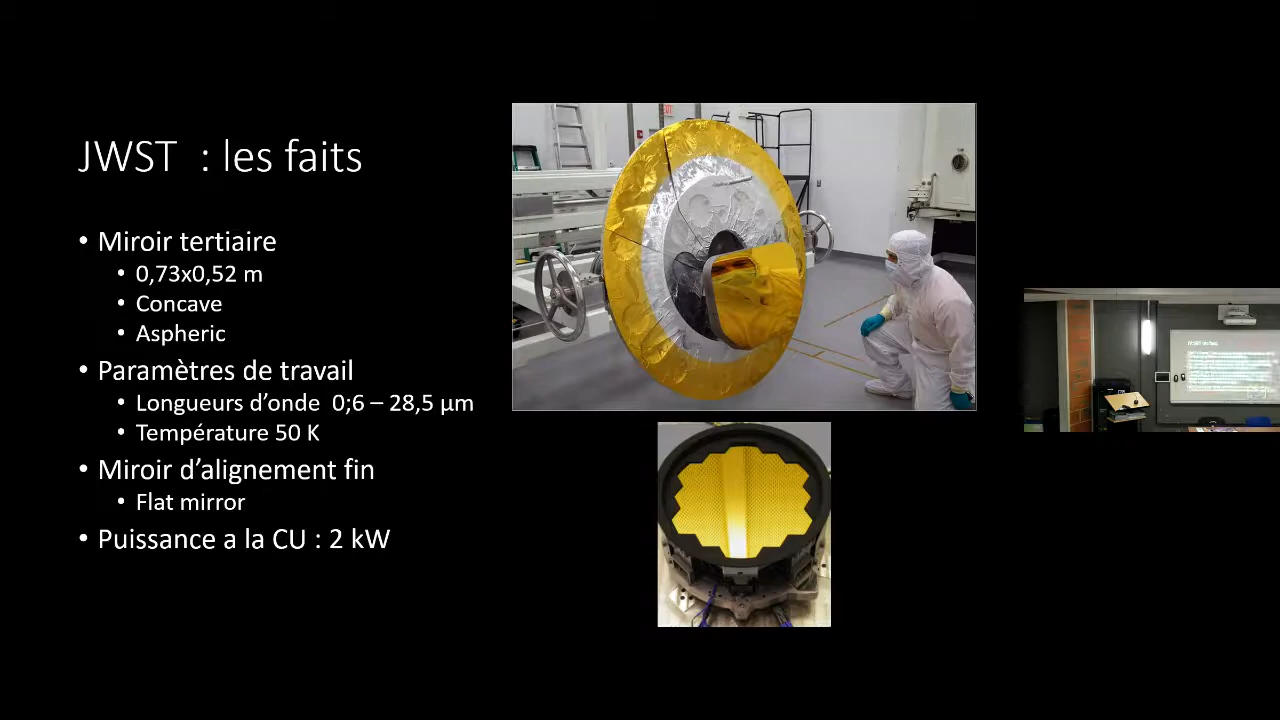 JWST : les faits
• Miroir tertiaire
• 0,73x0,52 m
• Concave
• Aspheric
• Paramètres de travail
• Longueurs d'onde 0;6 – 28,5 µm
• Température 50 K
• Miroir d'alignement fin
• Flat mirror
• Puissance a la CU : 2 kW